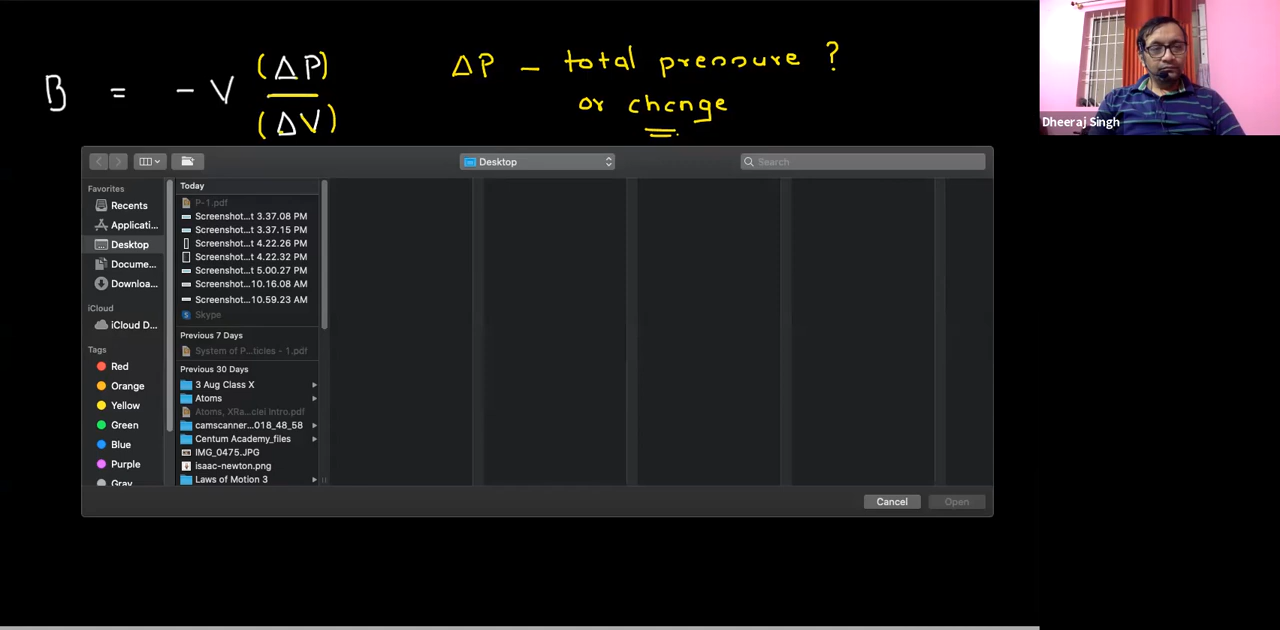 B = - V (ΔP)
(ΔV)
ΔP - total pressure ?
or change
Dheeraj Singh
Desktop
Search
Favorites
Recents
Applicati...
Desktop
Docume...
Downloa...
iCloud
iCloud D...
Tags
Red
Orange
Yellow
Green
Blue
Purple
Gray
Today
P-1.pdf
Screenshot...t 3.37.08 PM
Screenshot...t 3.37.15 PM
Screenshot...t 4.22.26 PM
Screenshot...t 4.22.32 PM
Screenshot...t 5.00.27 PM
Screenshot...10.16.08 AM
Screenshot...10.59.23 AM
Skype
Previous 7 Days
System of P...ticles - 1.pdf
Previous 30 Days
3 Aug Class X
Atoms
Atoms, XRa...clei Intro.pdf
camscanner...018_48_58
Centum Academy_files
IMG_0475.JPG
isaac-newton.png
Laws of Motion 3
Cancel
Open